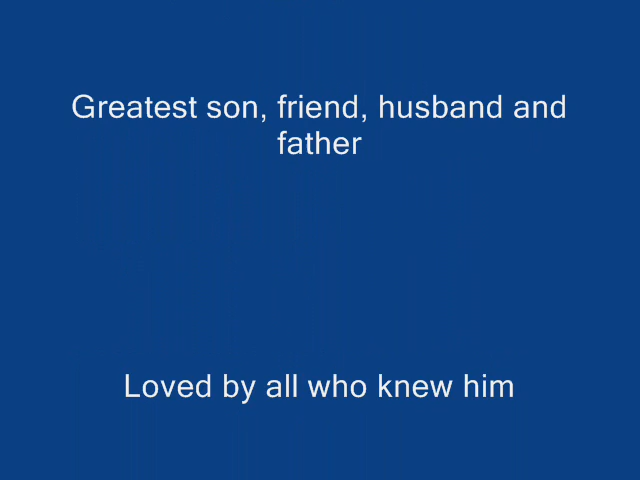 Greatest son, friend, husband and
father
Loved by all who knew him